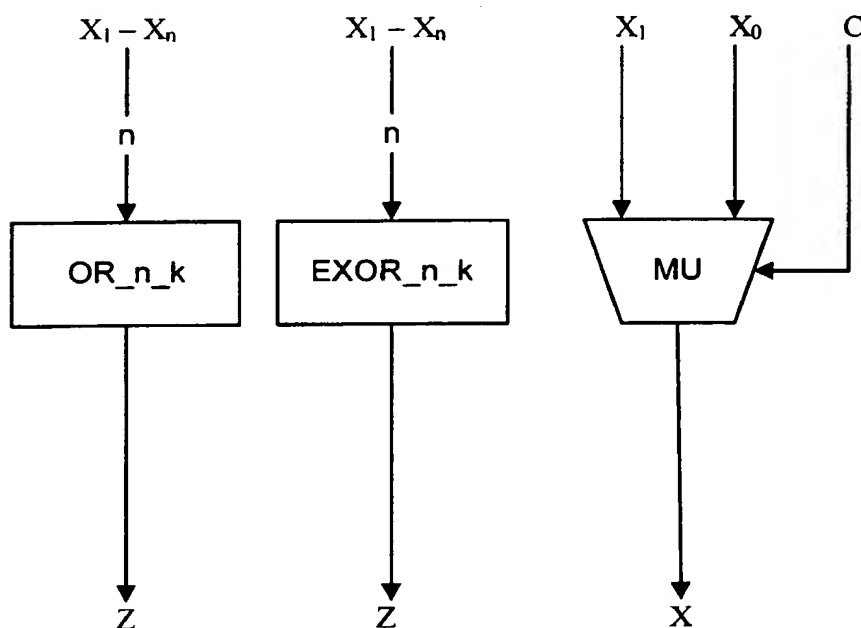 X₁ – Xₙ X₁ – Xₙ X₁ X₀ C
n n
OR_n_k EXOR_n_k MU
Z Z X